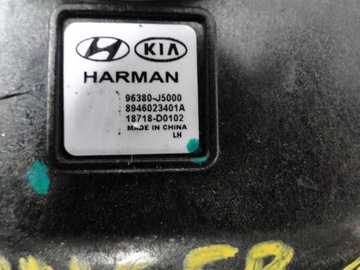 KIA
HARMAN
96380-J5000
8946023401A
18718-D0102
MADE IN CHINA
LH